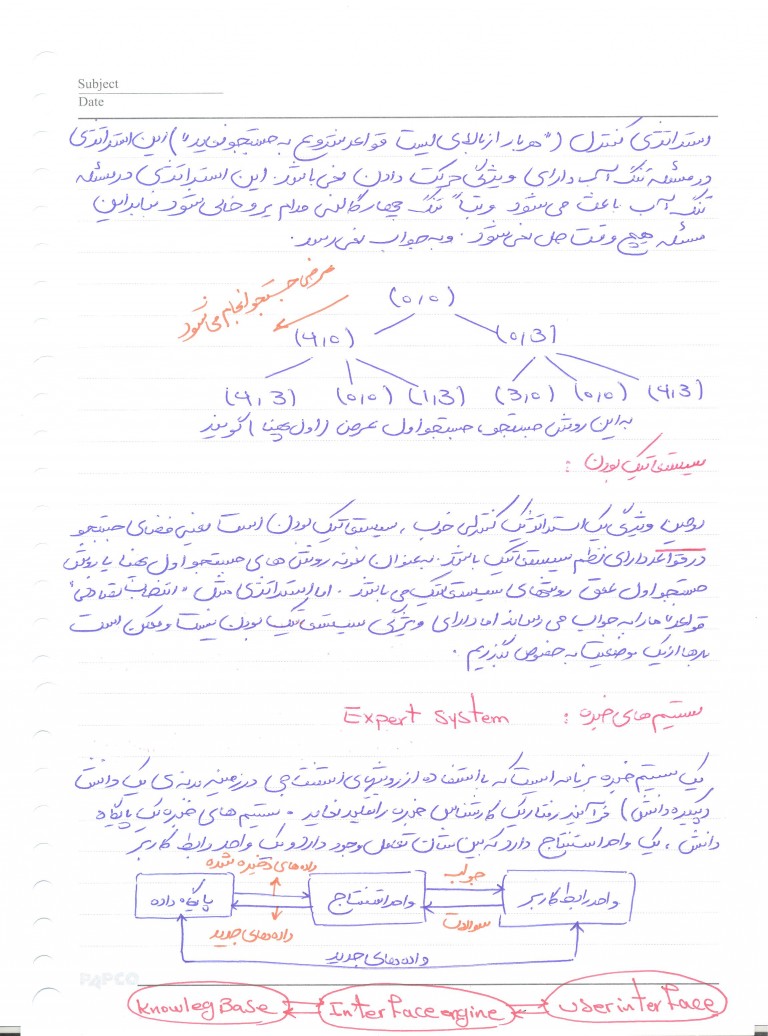 Subject
Date
استراتژی کنترل ("هر بار از بالای لیست قواعد شروع به جستجو نمایید") این استراتژی
در مسئله تنگ آب دارای ویژگی حرکت دادن نمی باشد. این استراتژی در مسئله
تنگ آب باعث می شود مرتباً تنگ چهار گالنی مدام پر و خالی شود بنابراین
مسئله هیچ وقت حل نمی شود. و به جواب نمی رسد.
عرضی جستجو انجام می شود
(0,0)
(4,0) (0,3)
(4,3) (0,0) (1,3) (3,0) (0,0) (4,3)
به این روش جستجو، جستجو اول عرض (اول پهنا) گویند
سیستماتیک بودن :
دومین ویژگی یک استراتژی کنترلی خوب، سیستماتیک بودن است یعنی فضای جستجو
در قواعد دارای نظم سیستماتیک باشد. به عنوان نمونه روش های جستجو اول پهنا یا روش
جستجو اول عمق روشهای سیستماتیک می باشند. اما استراتژی مثل "انتخاب تصادفی
قواعد" ما را به جواب می رساند اما دارای ویژگی سیستماتیک بودن نیست و ممکن است
بارها از یک وضعیت به خصوص بگذریم.
سیستم های خبره : Expert System
یک سیستم خبره برنامه است که با استفاده از روشهای استنتاجی در زمینه بدنه ی یک دانش
(پیکره دانش) فرآیند رفتار یک کارشناس خبره را تقلید نماید. سیستم های خبره یک پایگاه
دانش، یک واحد استنتاج دارد که بین شان تعامل وجود دارد و یک واحد رابط کاربر
داده های ذخیره شده جواب
پایگاه داده واحد استنتاج واحد رابط کاربر
داده های جدید سوالات
داده های جدید
PAPCO
Knowleg Base Interface engine user interface